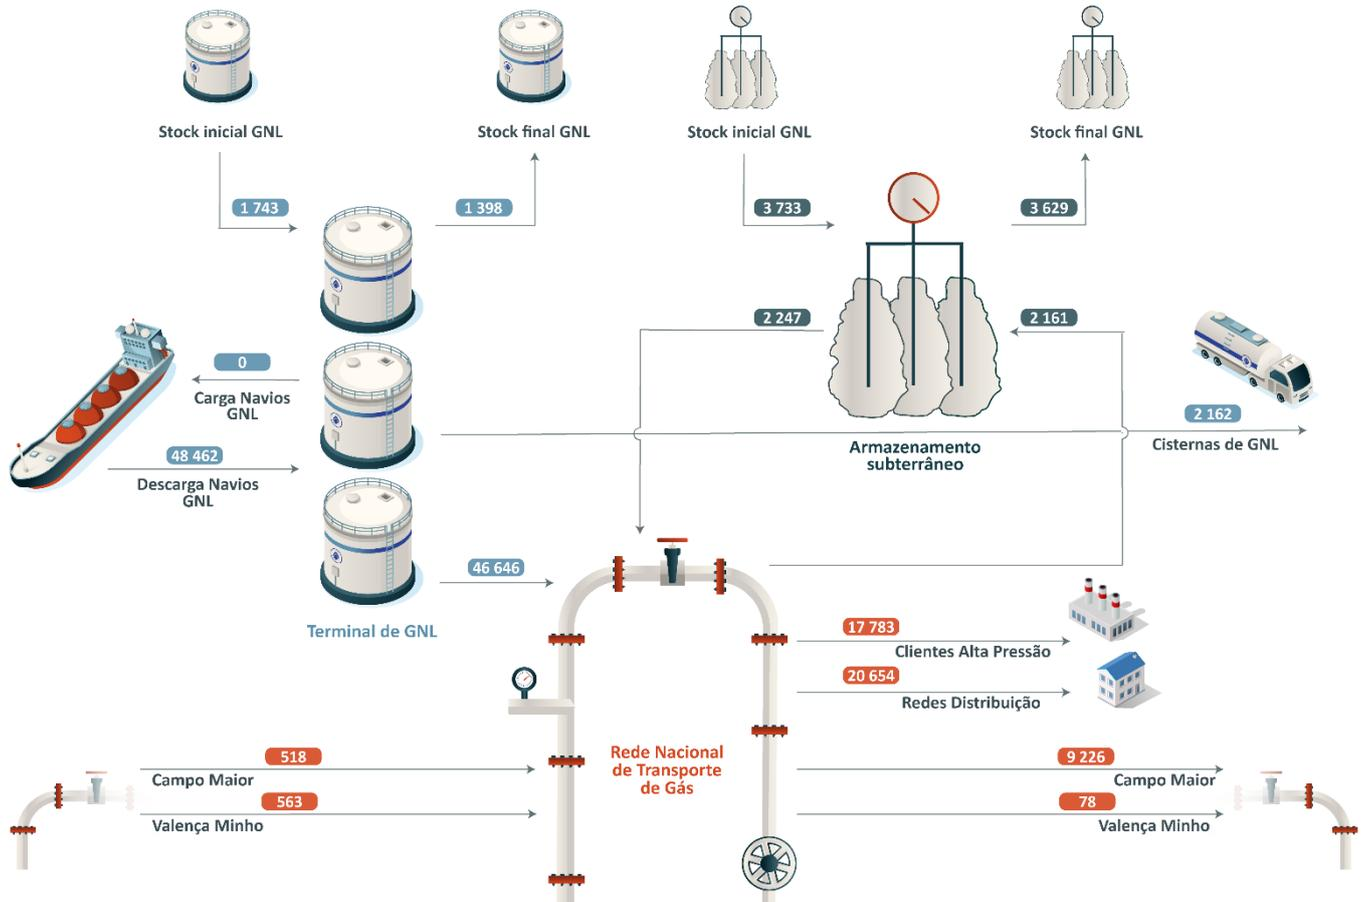 Stock inicial GNL
Stock final GNL
Stock inicial GNL
Stock final GNL
1 743
1 398
3 733
3 629
2 247
2 161
0
Carga Navios
GNL
48 462
Descarga Navios
GNL
2 162
Cisternas de GNL
Armazenamento
subterrâneo
46 646
Terminal de GNL
17 783
Clientes Alta Pressão
20 654
Redes Distribuição
Rede Nacional
de Transporte
de Gás
518
Campo Maior
563
Valença Minho
9 226
Campo Maior
78
Valença Minho